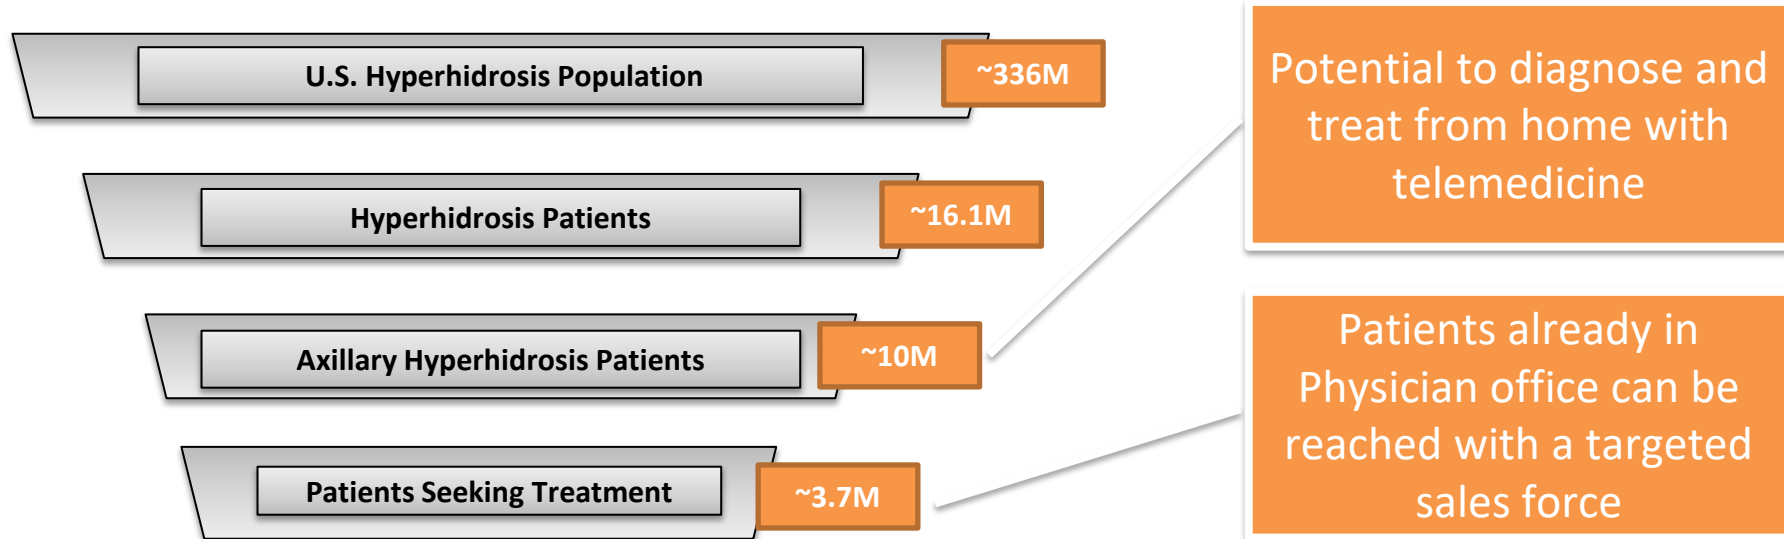 U.S. Hyperhidrosis Population
~336M
Hyperhidrosis Patients
~16.1M
Axillary Hyperhidrosis Patients
~10M
Patients Seeking Treatment
~3.7M
Potential to diagnose and
treat from home with
telemedicine
Patients already in
Physician office can be
reached with a targeted
sales force